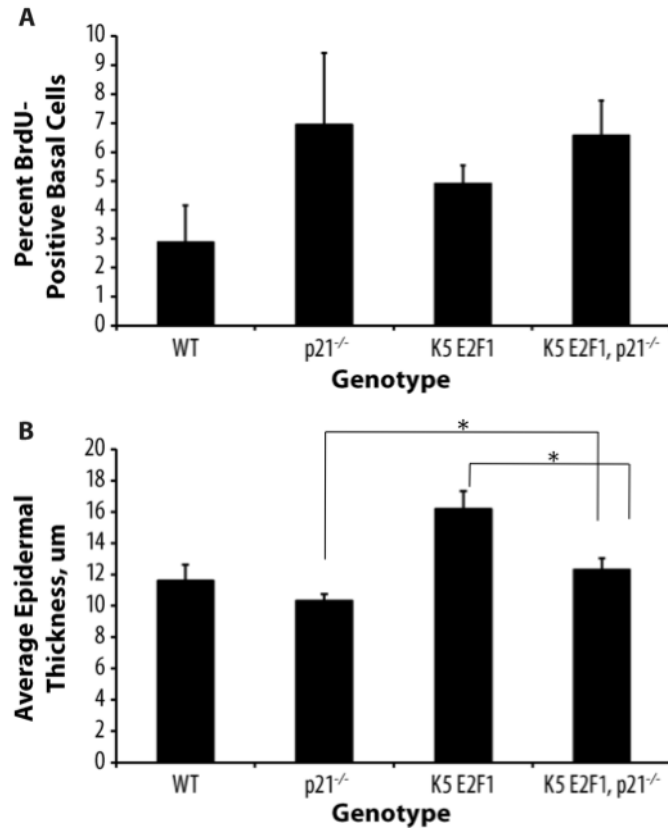 A
Percent BrdU-
Positive Basal Cells
10
9
8
7
6
5
4
3
2
1
0
WT p21-/- K5 E2F1 K5 E2F1, p21-/-
Genotype
B
Average Epidermal
Thickness, um
20
18
16
14
12
10
8
6
4
2
0
*
*
WT p21-/- K5 E2F1 K5 E2F1, p21-/-
Genotype